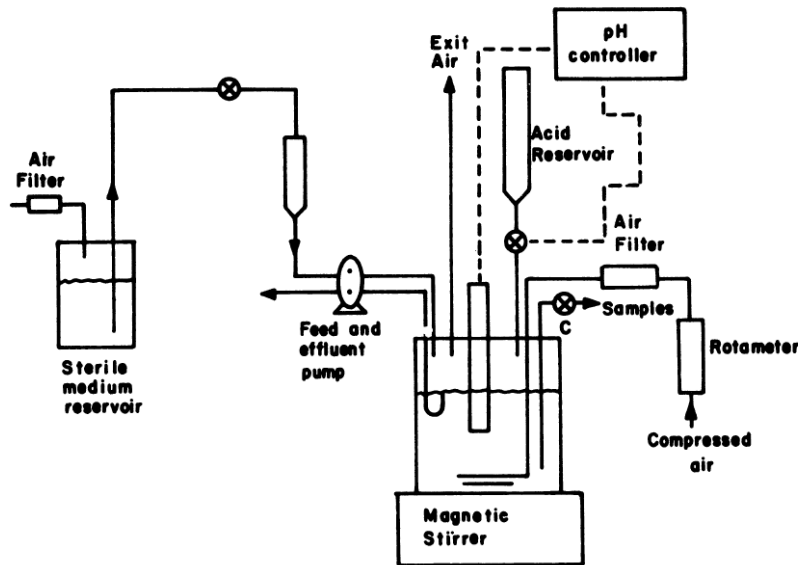 Exit
Air
pH
controller
Acid
Reservoir
Air
Filter
Air
Filter
Samples
C
Rotameter
Feed and
effluent
pump
Sterile
medium
reservoir
Compressed
air
Magnetic
Stirrer